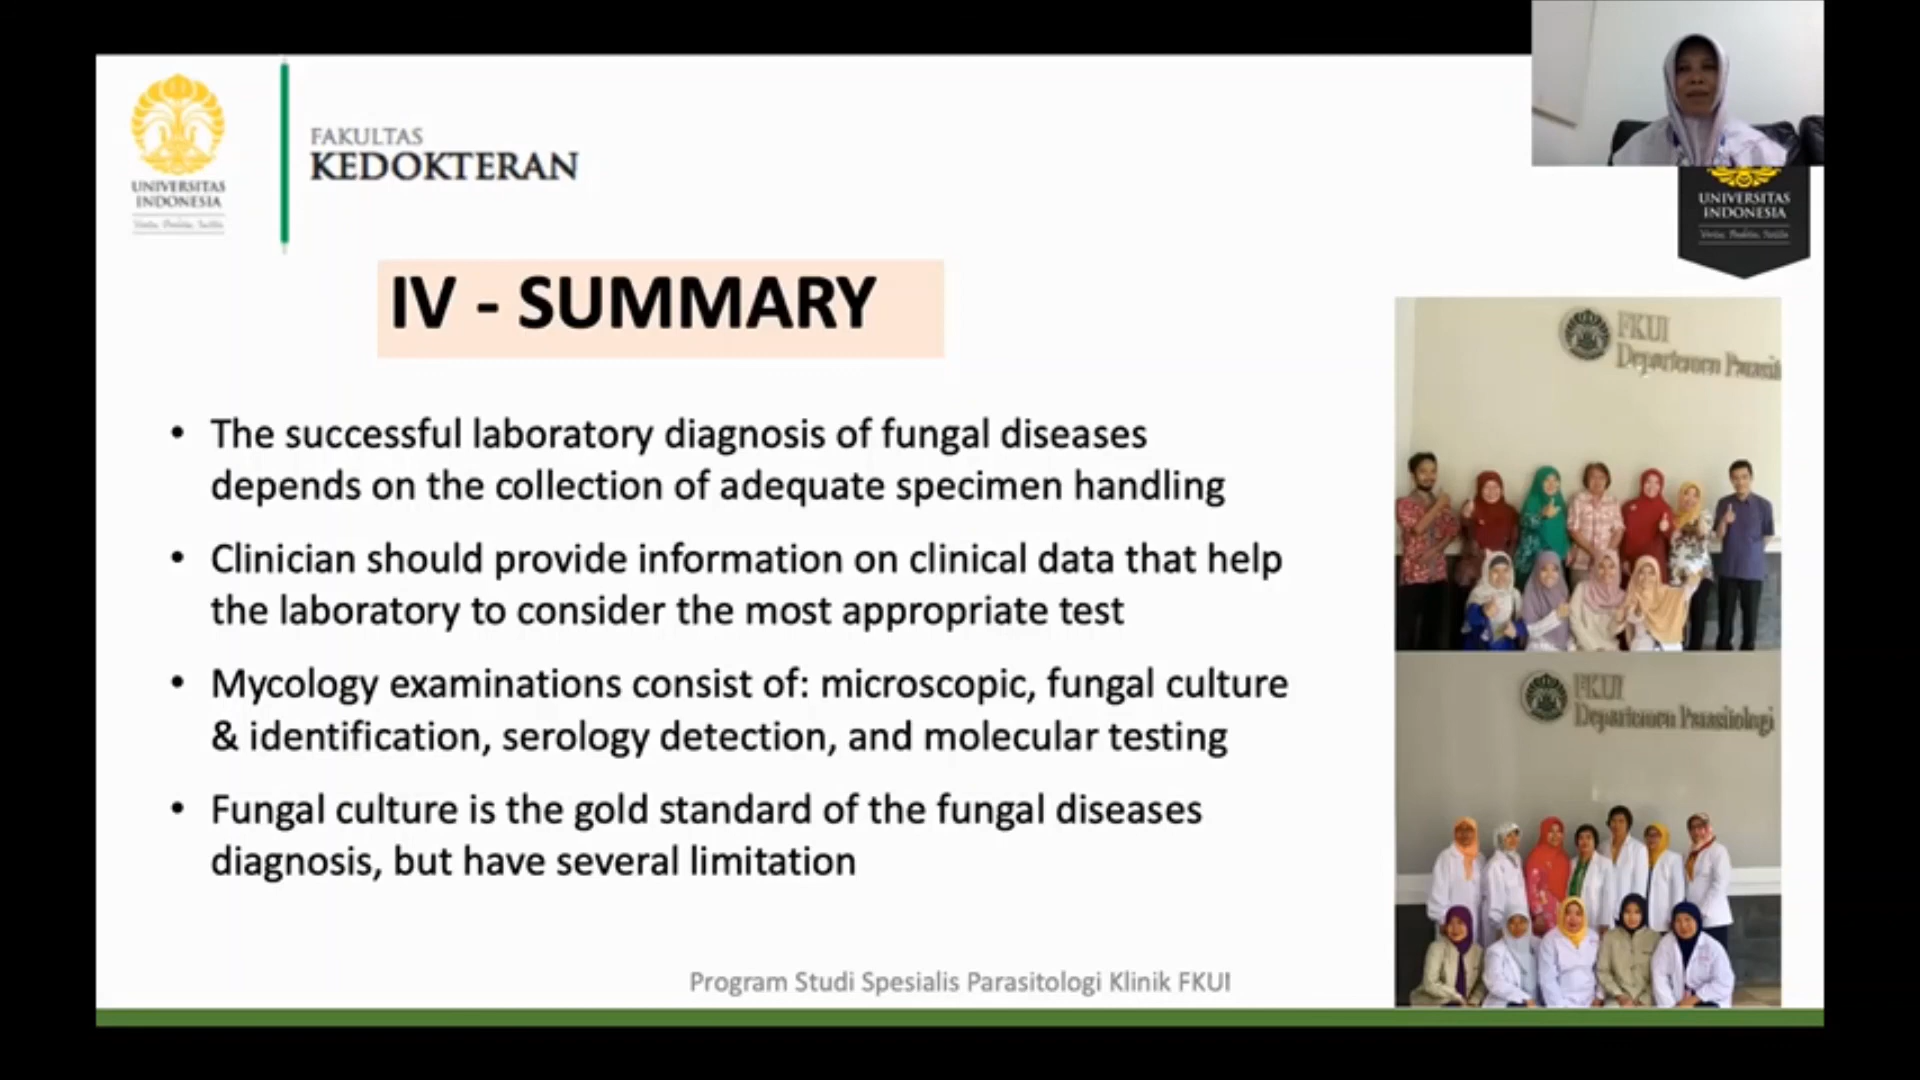 UNIVERSITAS
INDONESIA
FAKULTAS
KEDOKTERAN
UNIVERSITAS
INDONESIA
IV - SUMMARY
• The successful laboratory diagnosis of fungal diseases
depends on the collection of adequate specimen handling
• Clinician should provide information on clinical data that help
the laboratory to consider the most appropriate test
• Mycology examinations consist of: microscopic, fungal culture
& identification, serology detection, and molecular testing
• Fungal culture is the gold standard of the fungal diseases
diagnosis, but have several limitation
FKUI
Departemen
FKUI
Departemen Parasitologi
Program Studi Spesialis Parasitologi Klinik FKUI